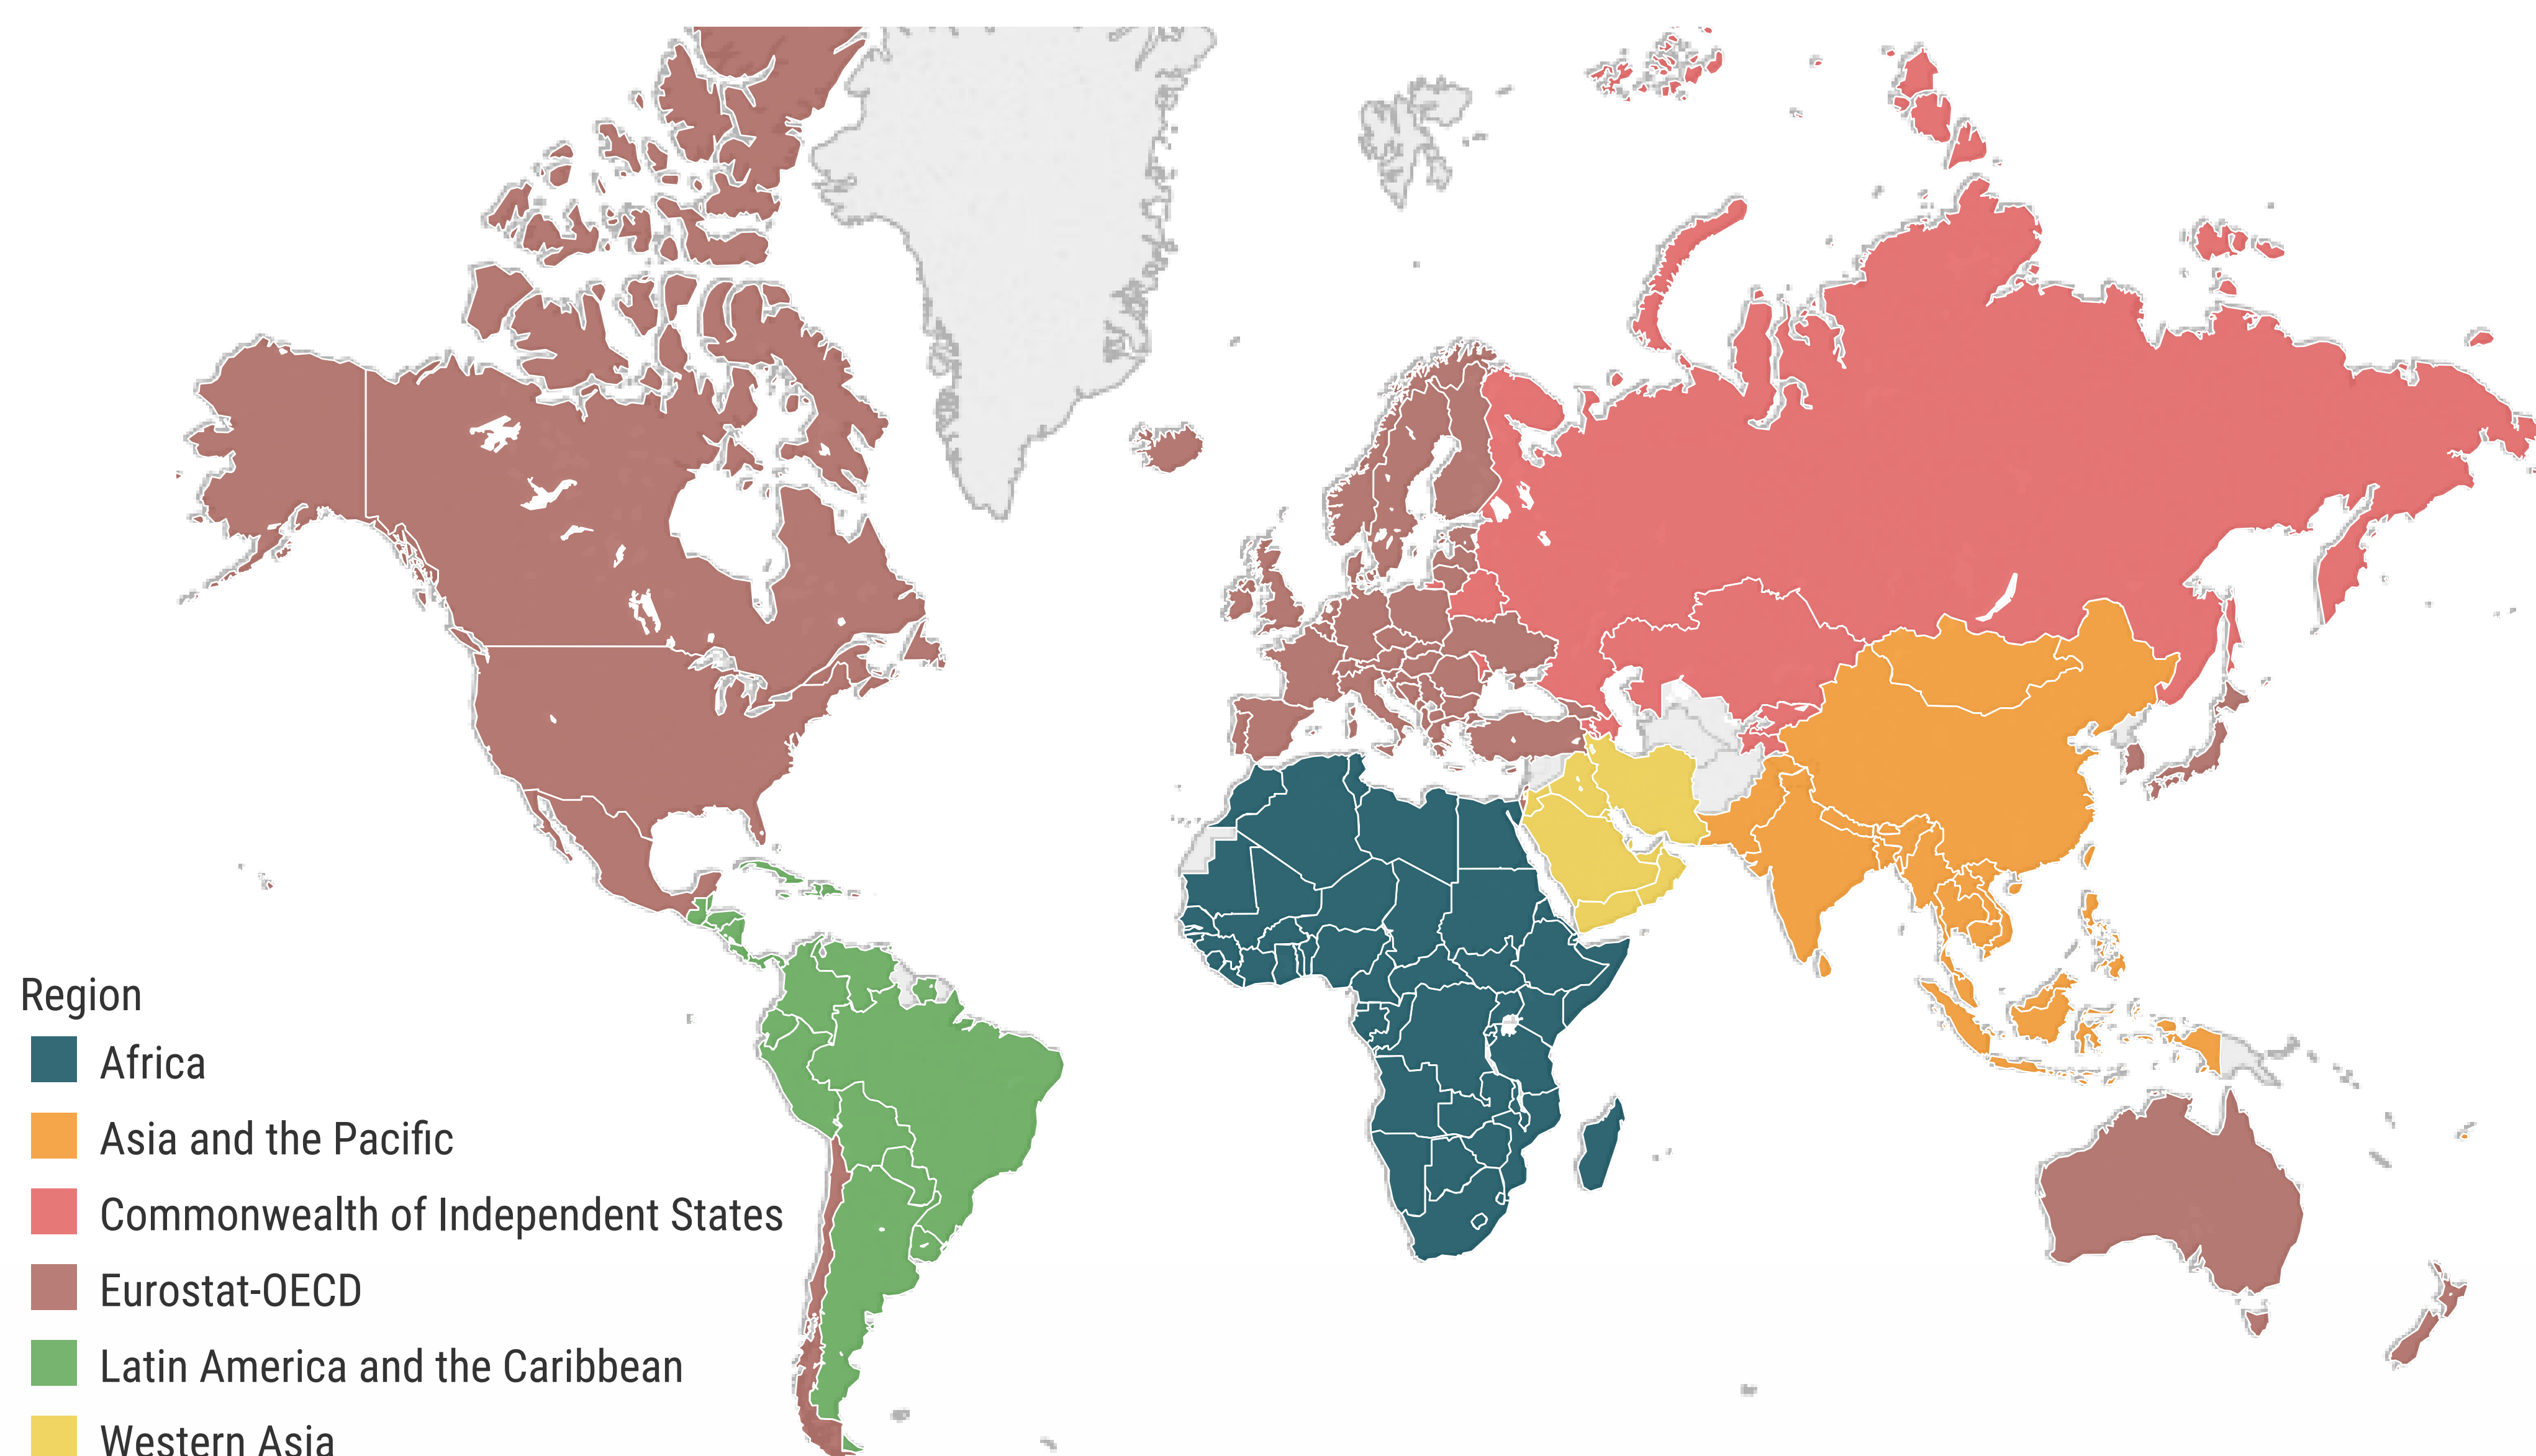 Region
Africa
Asia and the Pacific
Commonwealth of Independent States
Eurostat-OECD
Latin America and the Caribbean
Western Asia